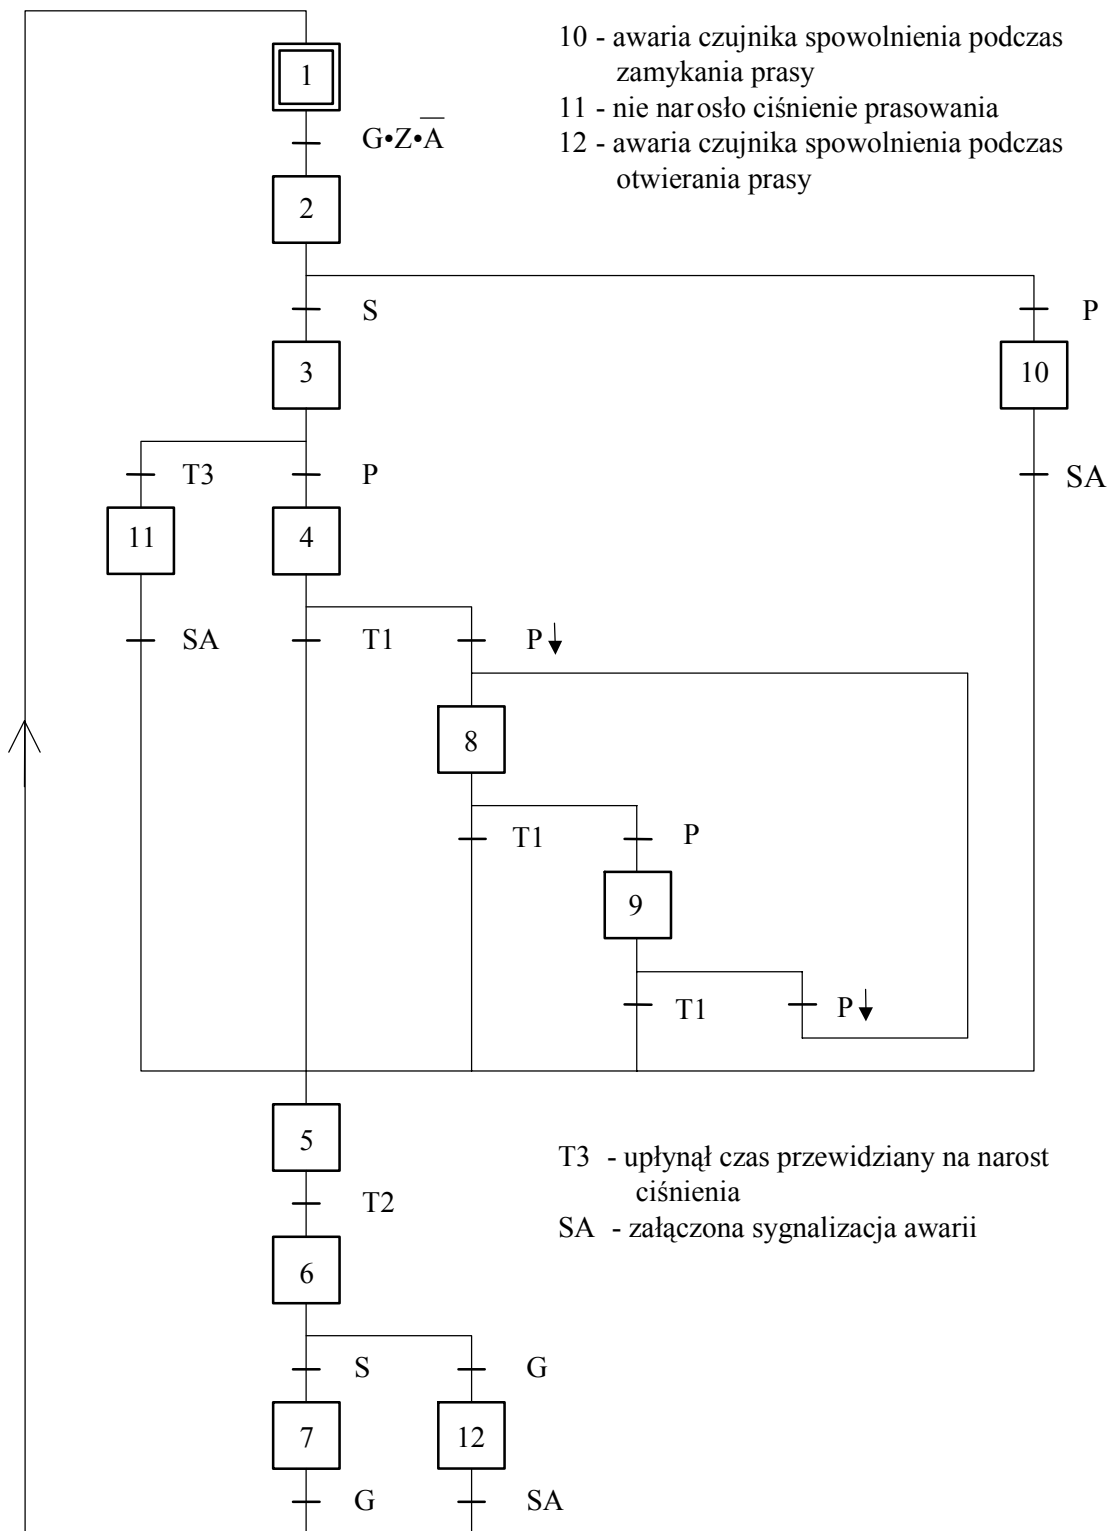 10 - awaria czujnika spowolnienia podczas
zamykania prasy
11 - nie narosło ciśnienie prasowania
12 - awaria czujnika spowolnienia podczas
otwierania prasy
1
G•Z•A̅
2
S
P
3
10
T3
P
SA
11
4
SA
T1
P↓
8
T1
P
9
T1
P↓
5
T3 - upłynął czas przewidziany na narost
ciśnienia
SA - załączona sygnalizacja awarii
T2
6
S
G
7
12
G
SA